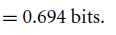 = 0.694 bits.